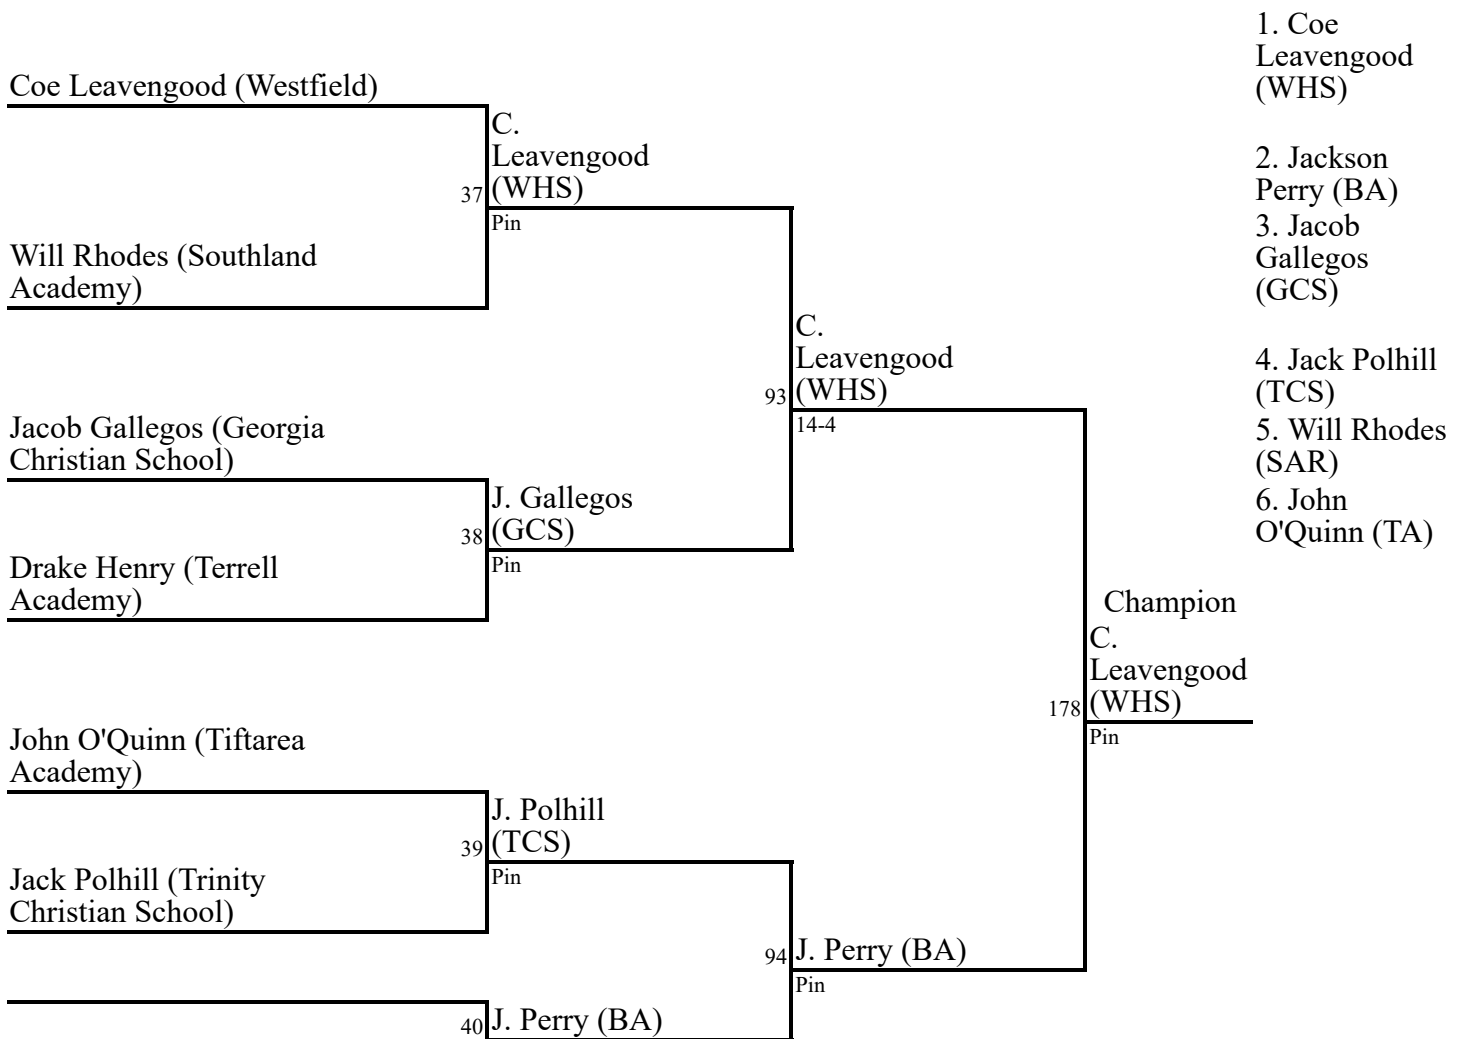 Coe Leavengood (Westfield)
37
C.
Leavengood
(WHS)
Pin
Will Rhodes (Southland
Academy)
Jacob Gallegos (Georgia
Christian School)
38
J. Gallegos
(GCS)
Pin
Drake Henry (Terrell
Academy)
93
C.
Leavengood
(WHS)
14-4
John O'Quinn (Tiftarea
Academy)
39
J. Polhill
(TCS)
Pin
Jack Polhill (Trinity
Christian School)
40
J. Perry (BA)
94
J. Perry (BA)
Pin
Champion
178
C.
Leavengood
(WHS)
Pin
1. Coe
Leavengood
(WHS)
2. Jackson
Perry (BA)
3. Jacob
Gallegos
(GCS)
4. Jack Polhill
(TCS)
5. Will Rhodes
(SAR)
6. John
O'Quinn (TA)